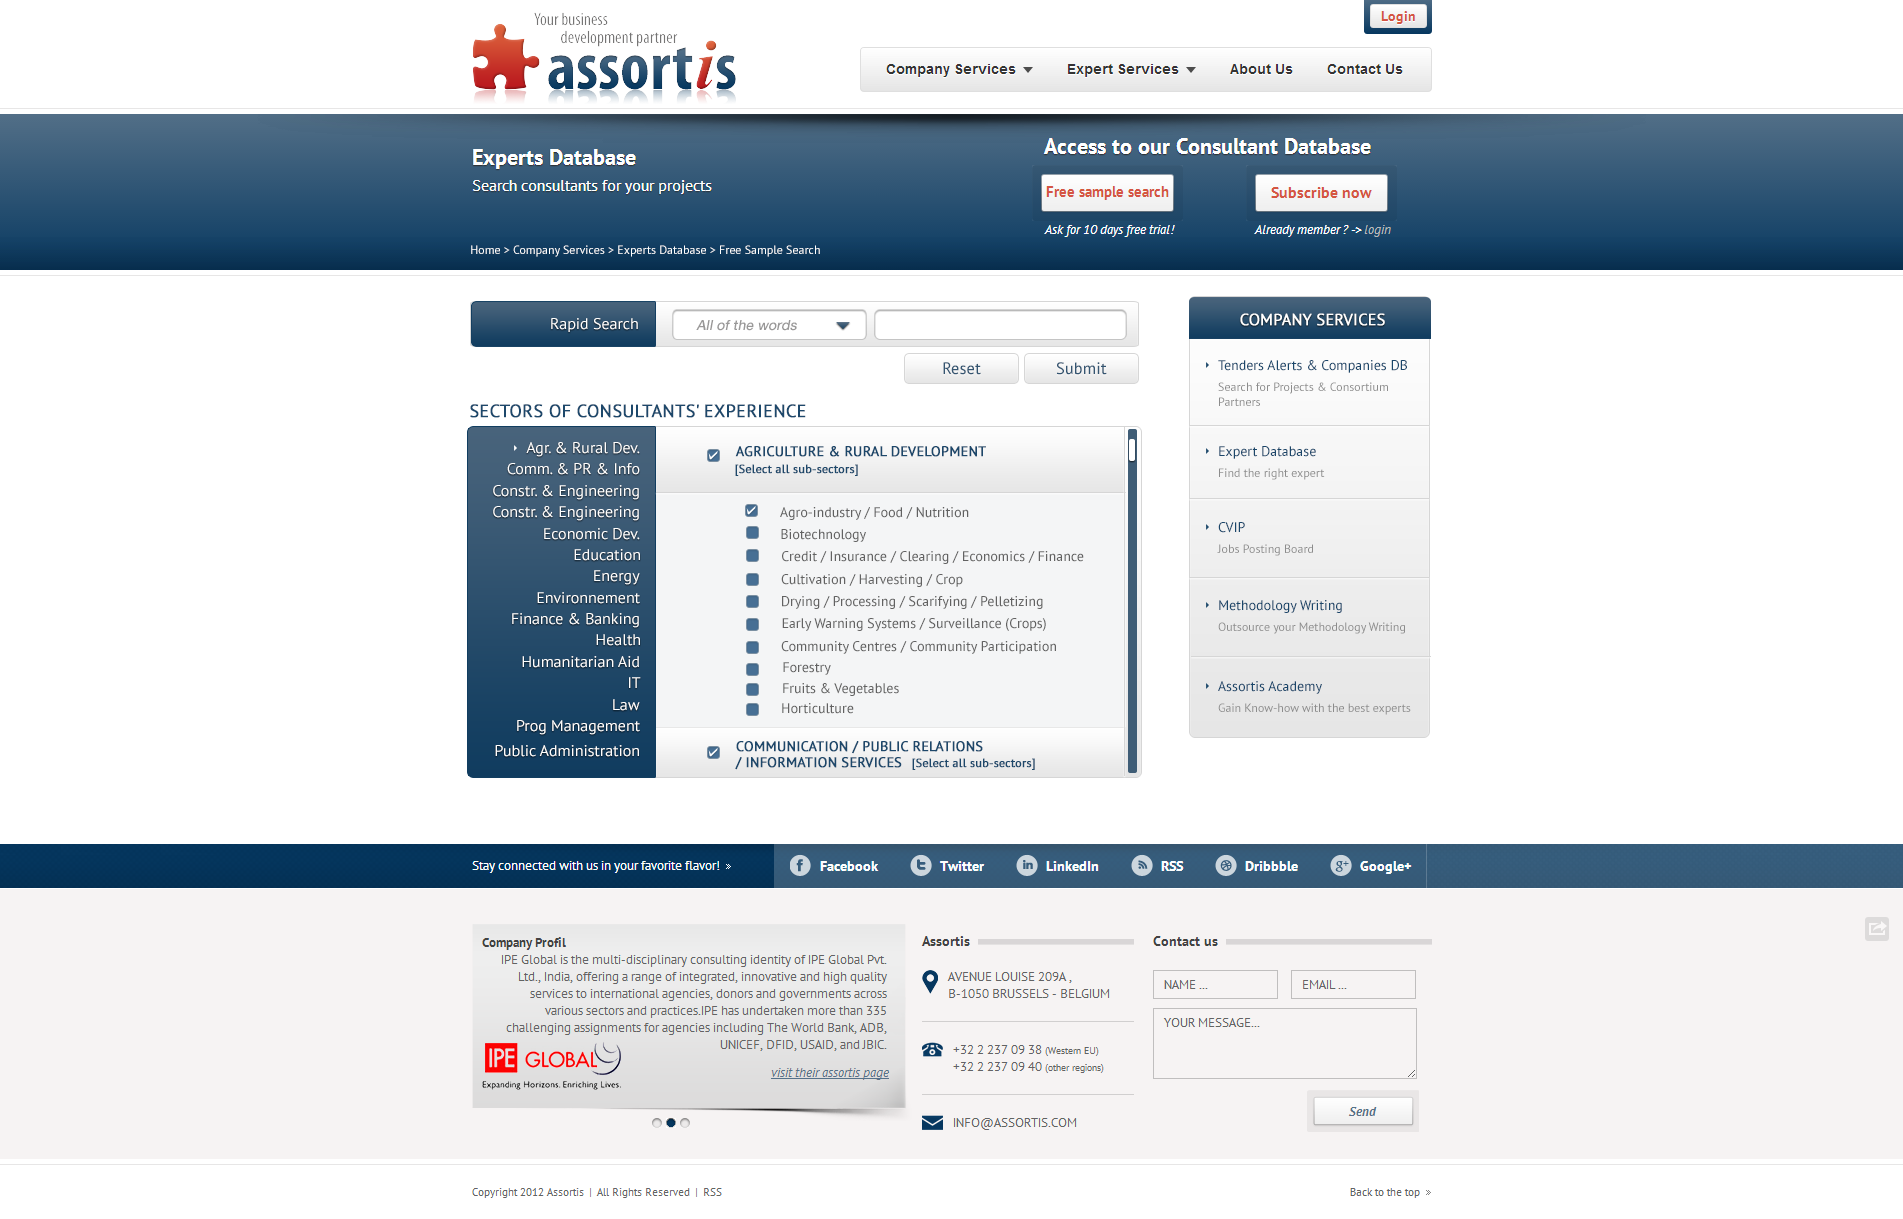 Your business
development partner
assortis
Login
Company Services
Expert Services
About Us
Contact Us
Experts Database
Search consultants for your projects
Home > Company Services > Experts Database > Free Sample Search
Access to our Consultant Database
Free sample search
Subscribe now
Ask for 10 days free trial!
Already member ? -> login
Rapid Search
All of the words
Reset
Submit
SECTORS OF CONSULTANTS' EXPERIENCE
Agr. & Rural Dev.
Comm. & PR & Info
Constr. & Engineering
Constr. & Engineering
Economic Dev.
Education
Energy
Environnement
Finance & Banking
Health
Humanitarian Aid
IT
Law
Prog Management
Public Administration
AGRICULTURE & RURAL DEVELOPMENT
[Select all sub-sectors]
Agro-industry / Food / Nutrition
Biotechnology
Credit / Insurance / Clearing / Economics / Finance
Cultivation / Harvesting / Crop
Drying / Processing / Scarifying / Pelletizing
Early Warning Systems / Surveillance (Crops)
Community Centres / Community Participation
Forestry
Fruits & Vegetables
Horticulture
COMMUNICATION / PUBLIC RELATIONS
/ INFORMATION SERVICES [Select all sub-sectors]
COMPANY SERVICES
Tenders Alerts & Companies DB
Search for Projects & Consortium
Partners
Expert Database
Find the right expert
CVIP
Jobs Posting Board
Methodology Writing
Outsource your Methodology Writing
Assortis Academy
Gain Know-how with the best experts
Stay connected with us in your favorite flavor! »
Facebook
Twitter
LinkedIn
RSS
Dribbble
Google+
Company Profil
IPE Global is the multi-disciplinary consulting identity of IPE Global Pvt.
Ltd., India, offering a range of integrated, innovative and high quality
services to international agencies, donors and governments across
various sectors and practices.IPE has undertaken more than 335
challenging assignments for agencies including The World Bank, ADB,
UNICEF, DFID, USAID, and JBIC.
IPE GLOBAL
Expanding Horizons. Enriching Lives.
visit their assortis page
Assortis
AVENUE LOUISE 209A ,
B-1050 BRUSSELS - BELGIUM
+32 2 237 09 38 (Western EU)
+32 2 237 09 40 (other regions)
INFO@ASSORTIS.COM
Contact us
NAME ...
EMAIL ...
YOUR MESSAGE...
Send
Copyright 2012 Assortis | All Rights Reserved | RSS
Back to the top »